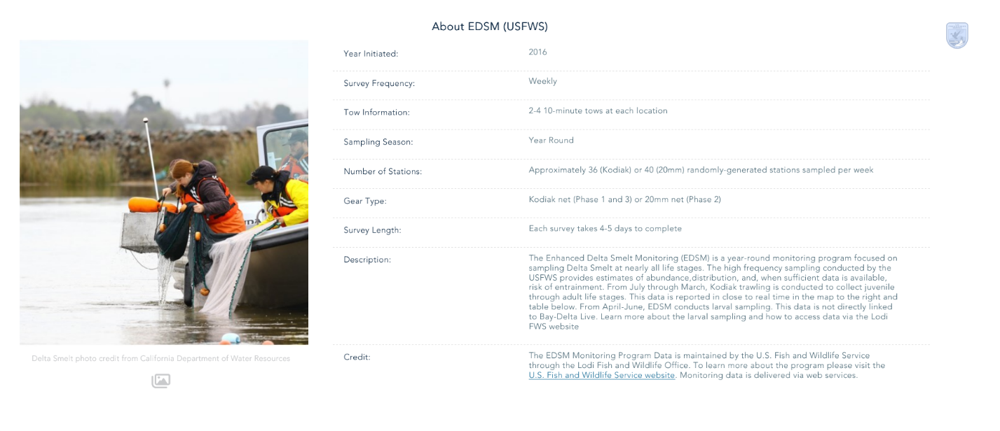 About EDSM (USFWS)
Year Initiated:
2016
Survey Frequency:
Weekly
Tow Information:
2-4 10-minute tows at each location
Sampling Season:
Year Round
Number of Stations:
Approximately 36 (Kodiak) or 40 (20mm) randomly-generated stations sampled per week
Gear Type:
Kodiak net (Phase 1 and 3) or 20mm net (Phase 2)
Survey Length:
Each survey takes 4-5 days to complete
Description:
The Enhanced Delta Smelt Monitoring (EDSM) is a year-round monitoring program focused on
sampling Delta Smelt at nearly all life stages. The high frequency sampling conducted by the
USFWS provides estimates of abundance,distribution, and, when sufficient data is available,
risk of entrainment. From July through March, Kodiak trawling is conducted to collect juvenile
through adult life stages. This data is reported in close to real time in the map to the right and
table below. From April-June, EDSM conducts larval sampling. This data is not directly linked
to Bay-Delta Live. Learn more about the larval sampling and how to access data via the Lodi
FWS website
Credit:
The EDSM Monitoring Program Data is maintained by the U.S. Fish and Wildlife Service
through the Lodi Fish and Wildlife Office. To learn more about the program please visit the
U.S. Fish and Wildlife Service website. Monitoring data is delivered via web services.
Delta Smelt photo credit from California Department of Water Resources